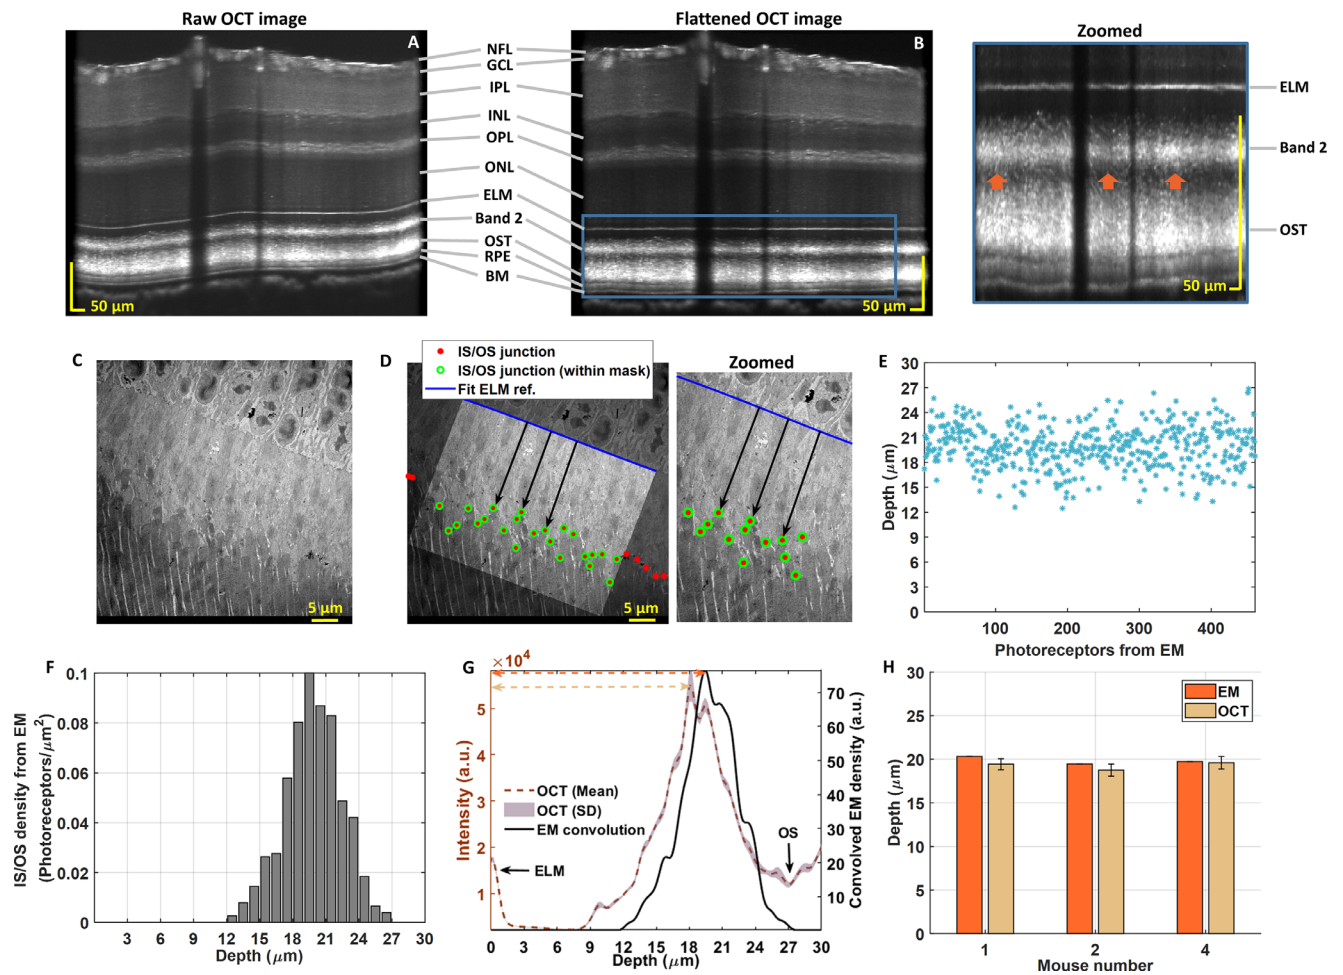 Raw OCT image
Flattened OCT image
Zoomed
A
B
NFL
GCL
IPL
INL
OPL
ONL
ELM
Band 2
OST
RPE
BM
50 μm
50 μm
ELM
Band 2
OST
50 μm
C
5 μm
D
IS/OS junction
IS/OS junction (within mask)
Fit ELM ref.
5 μm
Zoomed
E
Depth (μm)
30
27
24
21
18
15
12
9
6
3
0
100 200 300 400
Photoreceptors from EM
F
IS/OS density from EM
(Photoreceptors/μm²)
0.1
0.08
0.06
0.04
0.02
0
3 6 9 12 15 18 21 24 27 30
Depth (μm)
G
×10⁴
Intensity (a.u.)
5
4
3
2
1
OCT (Mean)
OCT (SD)
EM convolution
ELM
OS
0 3 6 9 12 15 18 21 24 27 30
Depth (μm)
70
60
50
40
30
20
10
Convolved EM density (a.u.)
H
EM
OCT
Depth (μm)
30
25
20
15
10
5
0
1 2 4
Mouse number